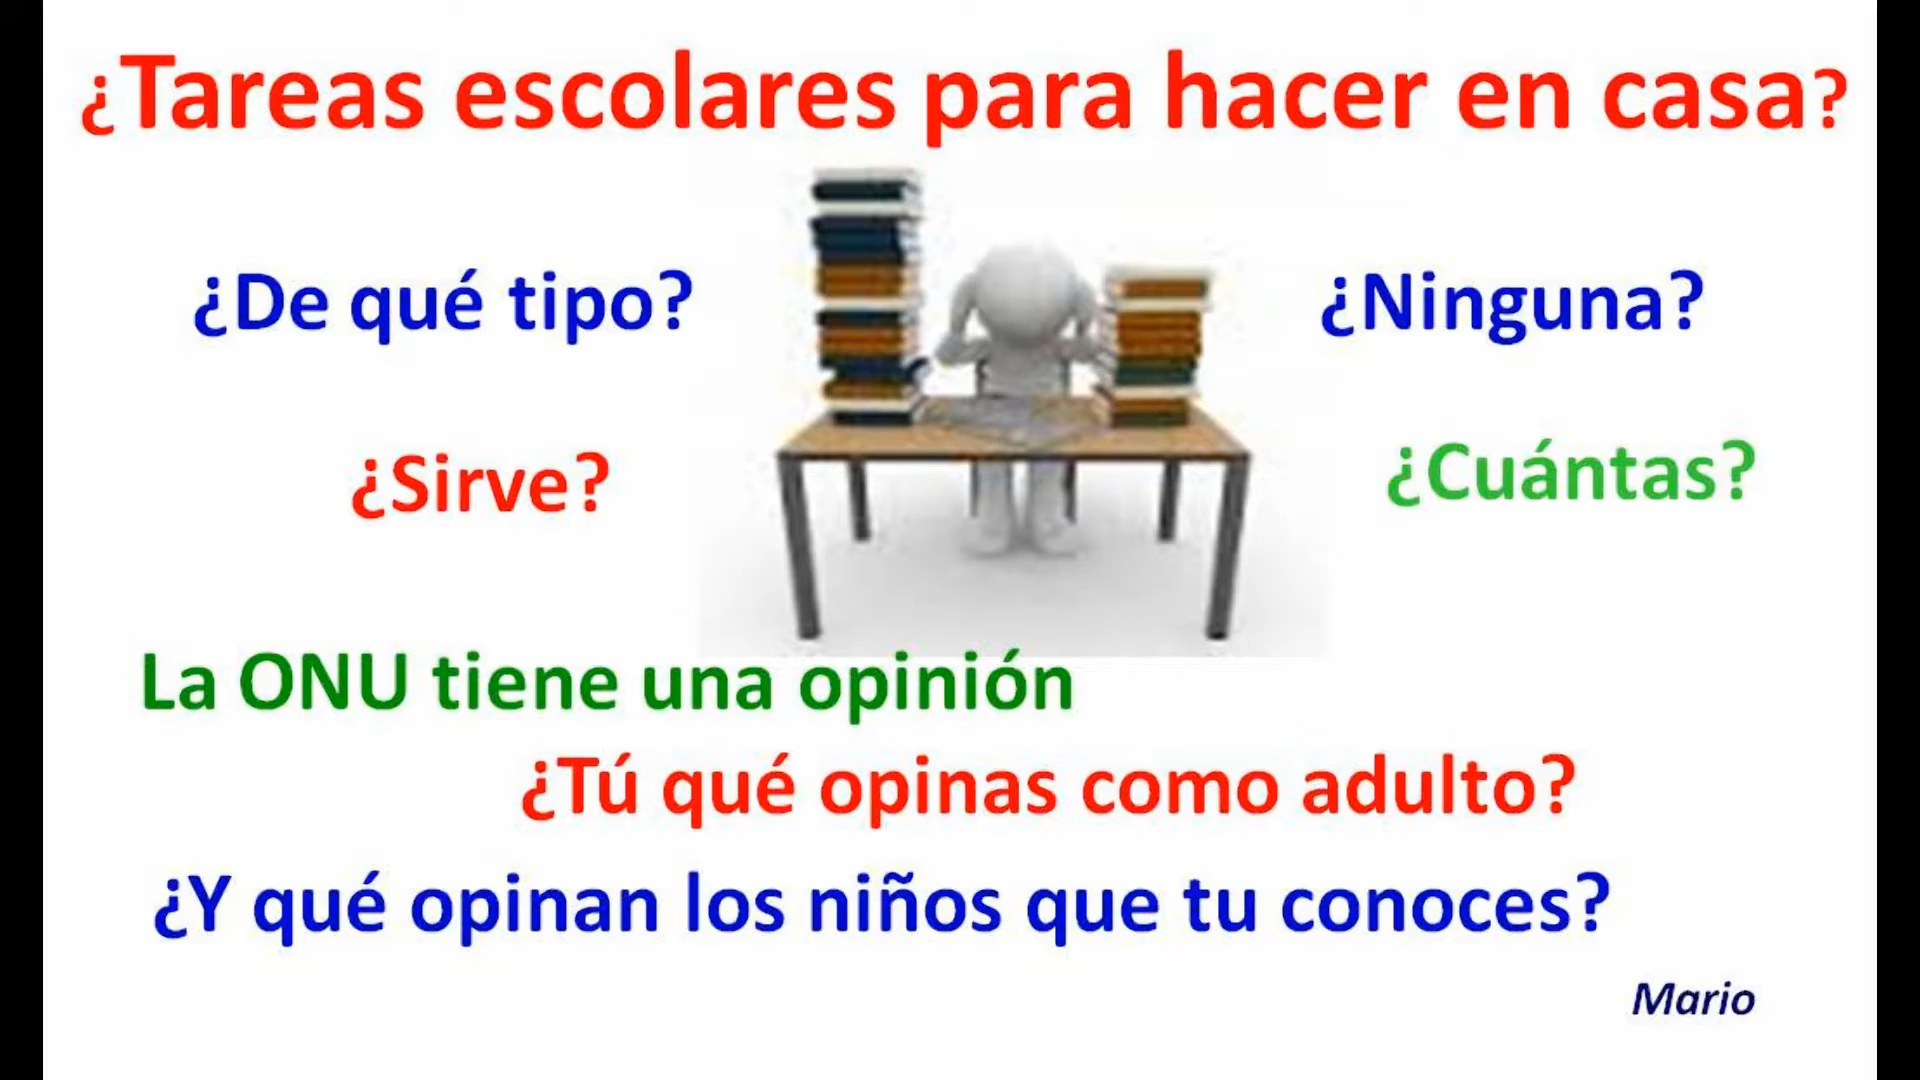 ¿Tareas escolares para hacer en casa?
¿De qué tipo?
¿Ninguna?
¿Sirve?
¿Cuántas?
La ONU tiene una opinión
¿Tú qué opinas como adulto?
¿Y qué opinan los niños que tu conoces?
Mario